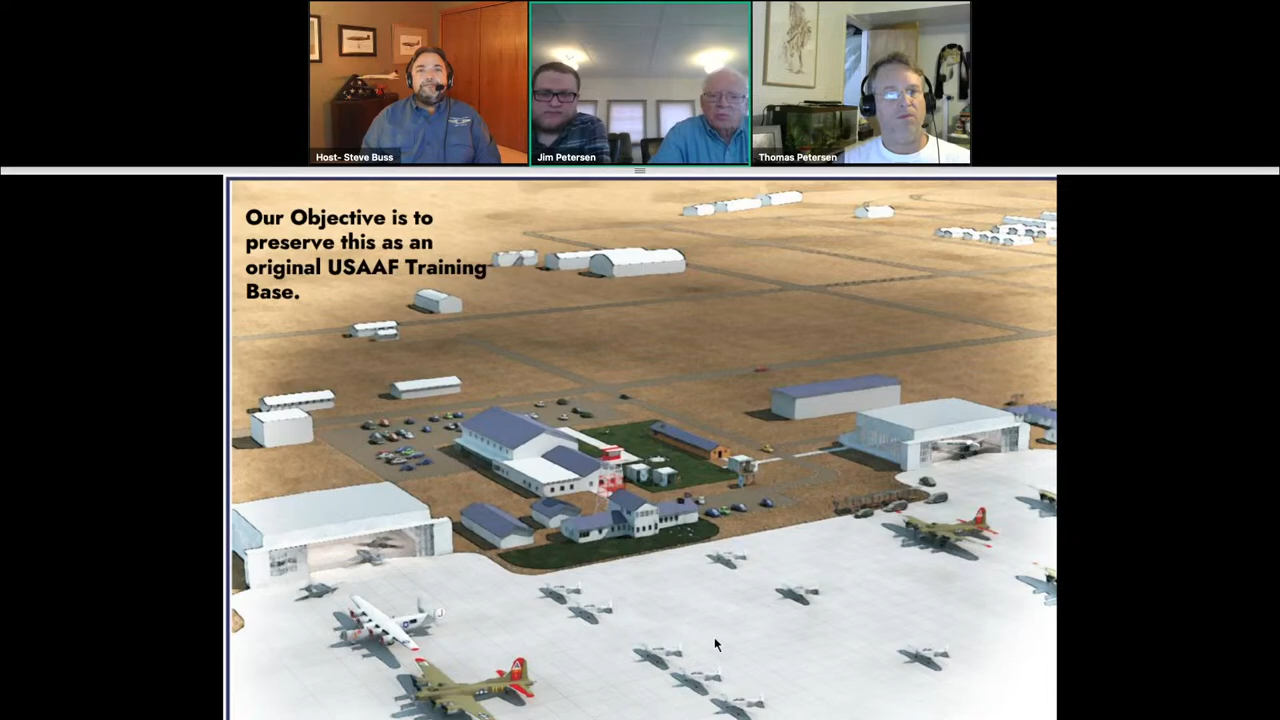 Host- Steve Buss
Jim Petersen
Thomas Petersen
Our Objective is to
preserve this as an
original USAAF Training
Base.